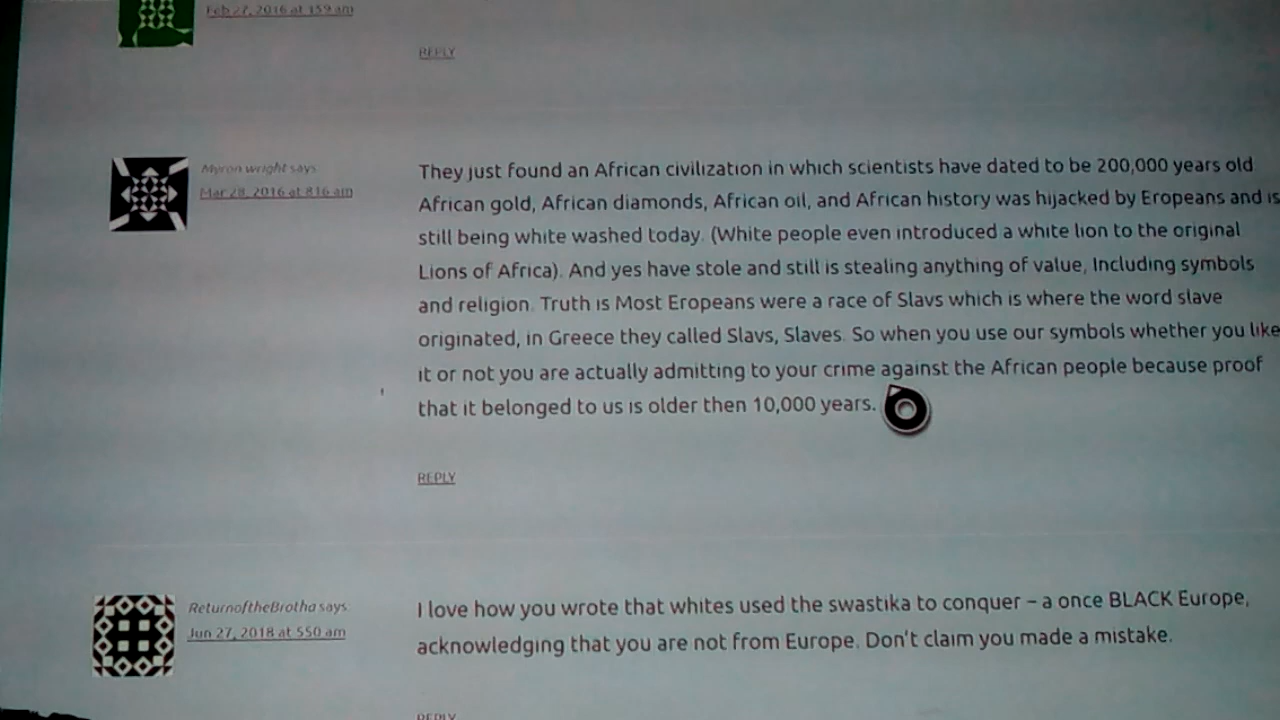 Feb 27, 2016 at 1:59 am
REPLY
Myron wright says
Mar 28, 2016 at 8:16 am
They just found an African civilization in which scientists have dated to be 200,000 years old
African gold, African diamonds, African oil, and African history was hijacked by Eropeans and is
still being white washed today. (White people even introduced a white lion to the original
Lions of Africa). And yes have stole and still is stealing anything of value, Including symbols
and religion. Truth is Most Eropeans were a race of Slavs which is where the word slave
originated, in Greece they called Slavs, Slaves. So when you use our symbols whether you like
it or not you are actually admitting to your crime against the African people because proof
that it belonged to us is older then 10,000 years.
REPLY
ReturnoftheBrotha says
Jun 27, 2018 at 5:50 am
I love how you wrote that whites used the swastika to conquer – a once BLACK Europe,
acknowledging that you are not from Europe. Don't claim you made a mistake.
REPLY